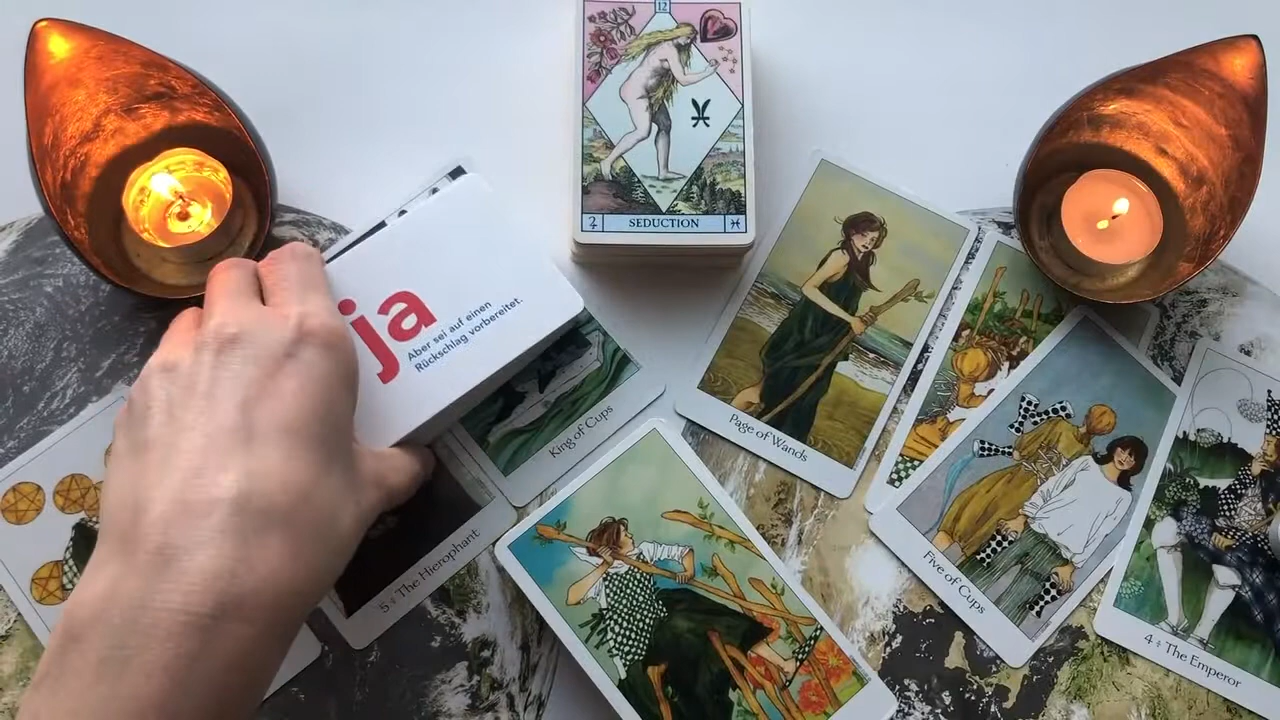 12
SEDUCTION
ja
Aber sei auf einen
Rückschlag vorbereitet.
King of Cups
Page of Wands
5 The Hierophant
Five of Cups
4 The Emperor